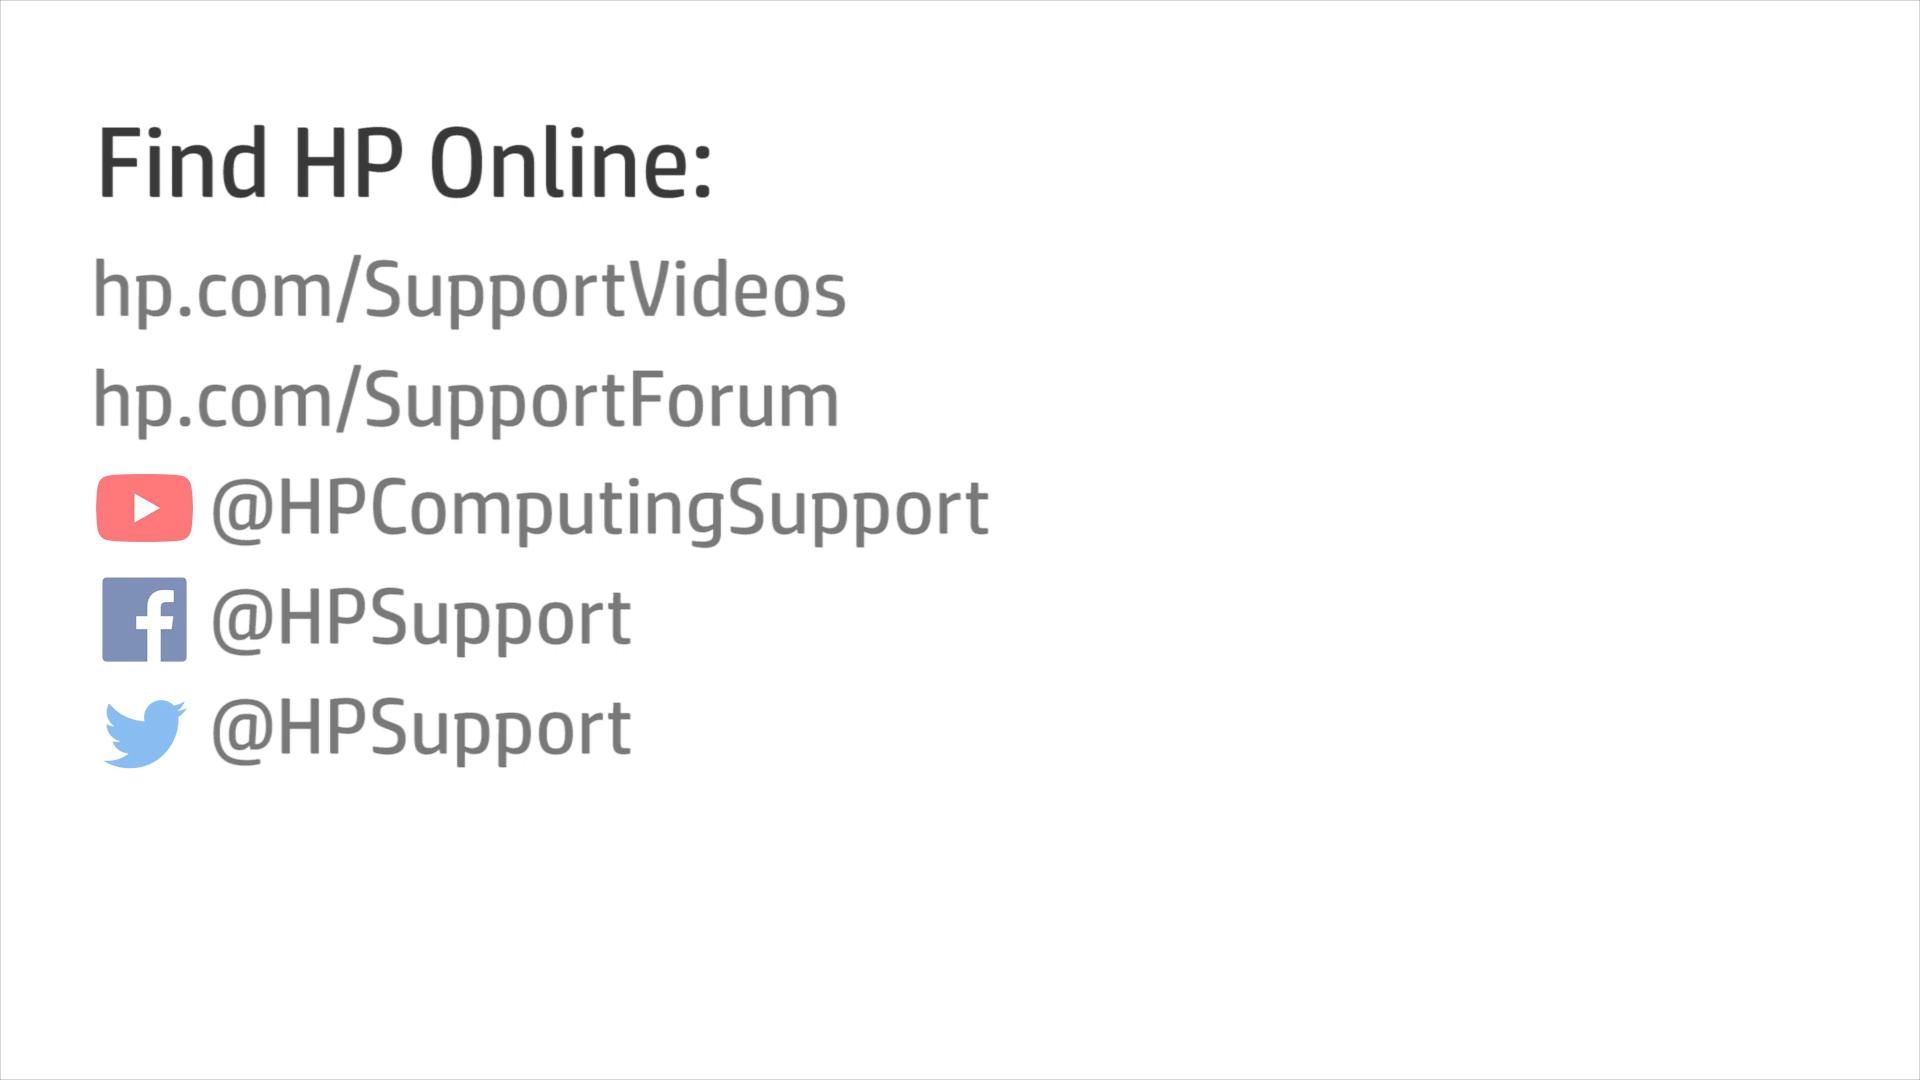 Find HP Online:
hp.com/SupportVideos
hp.com/SupportForum
@HPComputingSupport
@HPSupport
@HPSupport